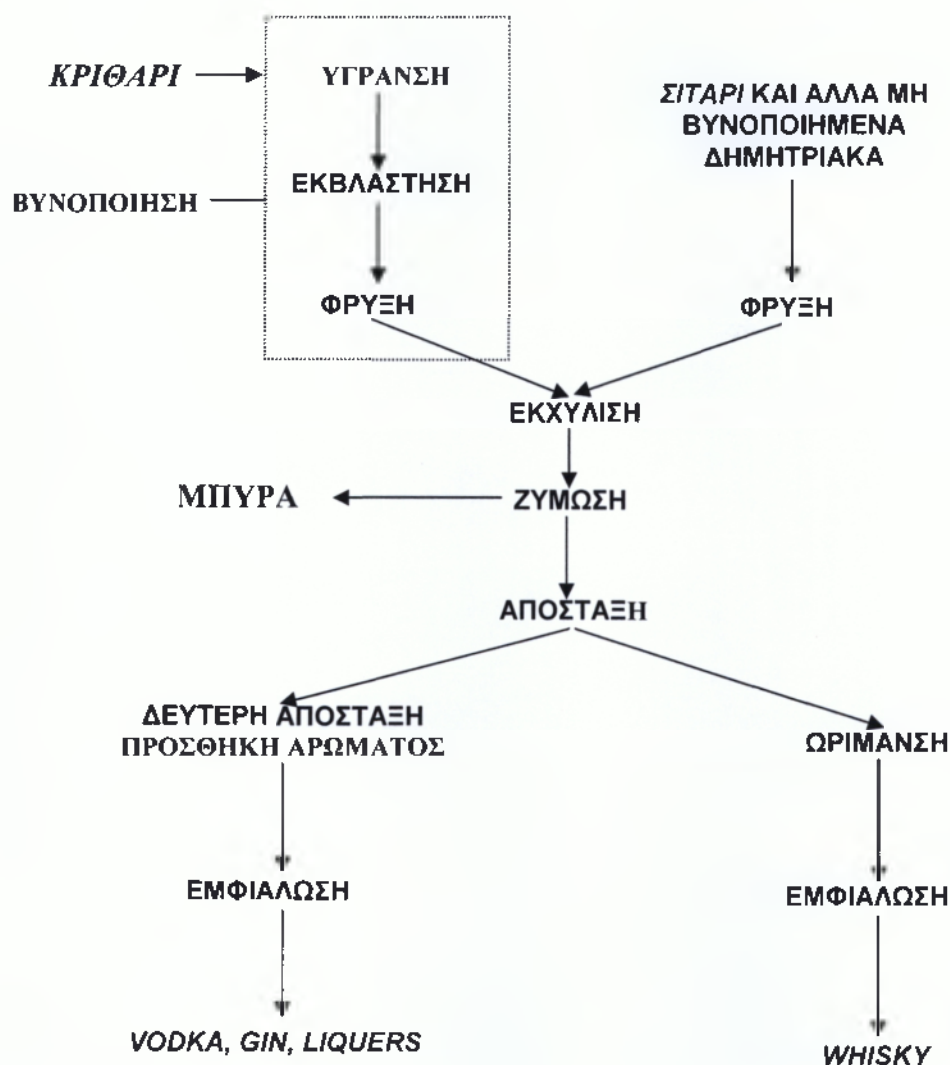 ΚΡΙΘΑΡΙ
ΥΓΡΑΝΣΗ
ΣΙΤΑΡΙ ΚΑΙ ΑΛΛΑ ΜΗ
ΒΥΝΟΠΟΙΗΜΕΝΑ
ΔΗΜΗΤΡΙΑΚΑ
ΒΥΝΟΠΟΙΗΣΗ
ΕΚΒΛΑΣΤΗΣΗ
ΦΡΥΞΗ
ΦΡΥΞΗ
ΕΚΧΥΛΙΣΗ
ΜΠΥΡΑ
ΖΥΜΩΣΗ
ΑΠΟΣΤΑΞΗ
ΔΕΥΤΕΡΗ ΑΠΟΣΤΑΞΗ
ΠΡΟΣΘΗΚΗ ΑΡΩΜΑΤΟΣ
ΩΡΙΜΑΝΣΗ
ΕΜΦΙΑΛΩΣΗ
ΕΜΦΙΑΛΩΣΗ
VODKA, GIN, LIQUERS
WHISKY